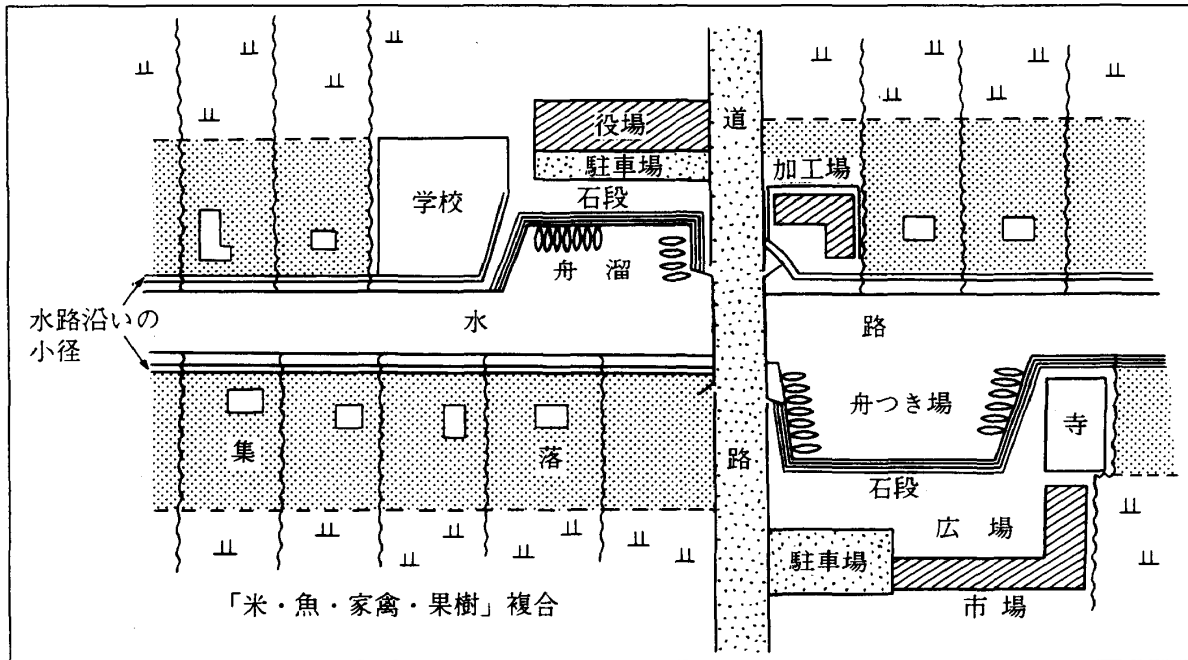 役場
道
駐車場
加工場
石段
学校
舟溜
水路沿いの
小径
水
路
舟つき場
寺
集
落
路
石段
広場
駐車場
「米・魚・家禽・果樹」複合
市場